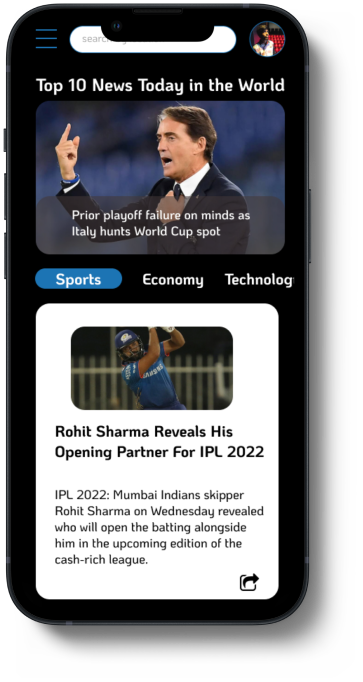 Top 10 News Today in the World
Prior playoff failure on minds as
Italy hunts World Cup spot
Sports Economy Technolog
Rohit Sharma Reveals His
Opening Partner For IPL 2022
IPL 2022: Mumbai Indians skipper
Rohit Sharma on Wednesday revealed
who will open the batting alongside
him in the upcoming edition of the
cash-rich league.